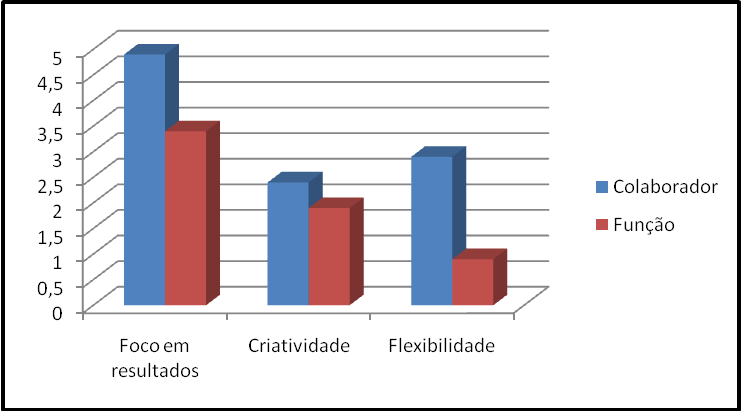 5
4,5
4
3,5
3
2,5
2
1,5
1
0,5
0
Foco em
resultados
Criatividade
Flexibilidade
Colaborador
Função